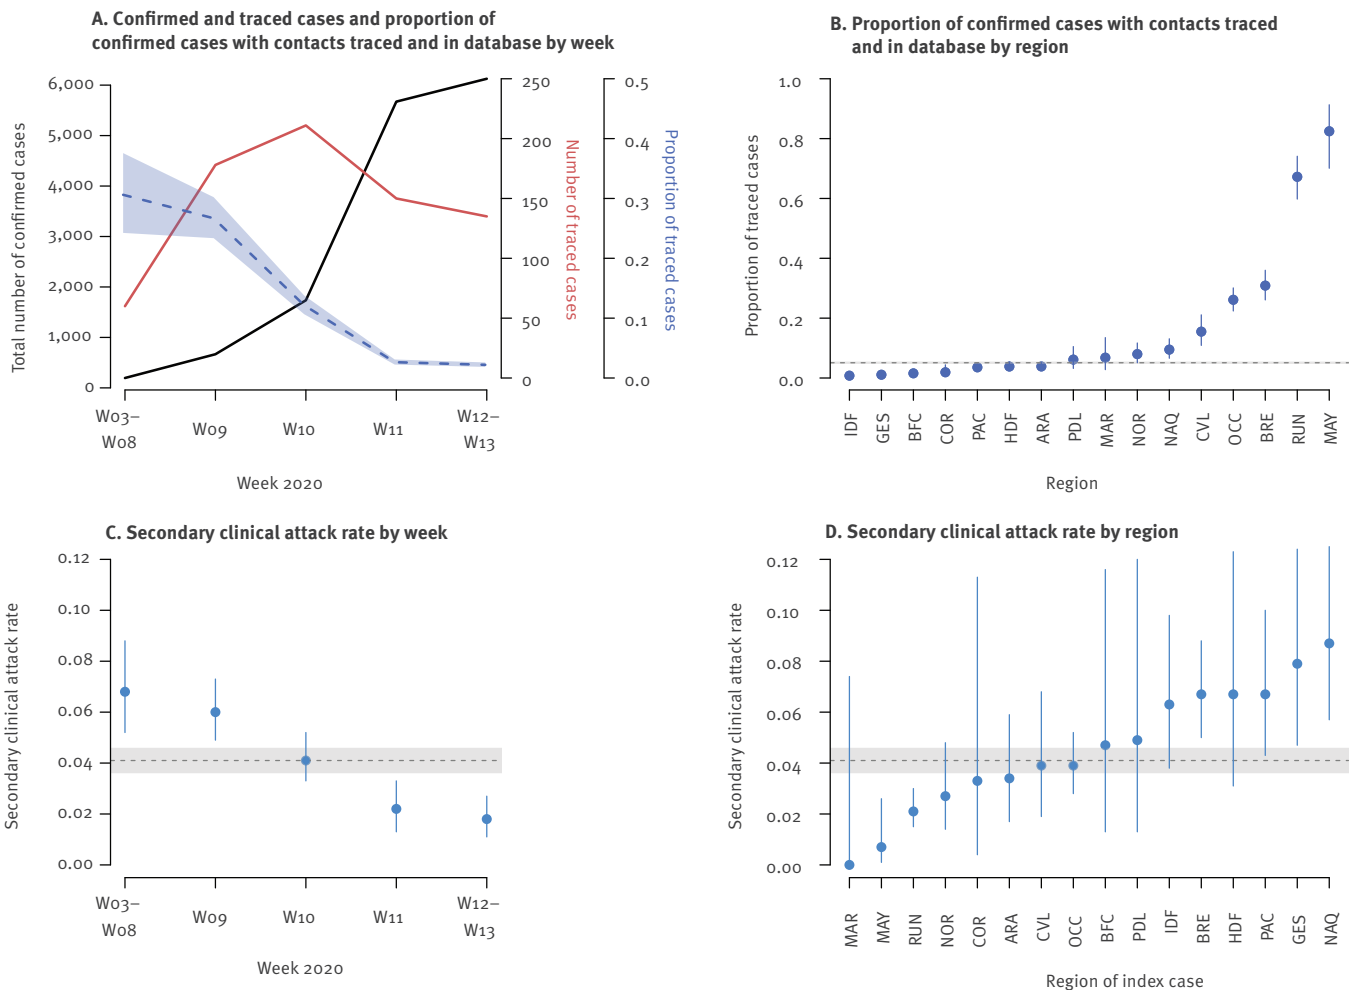 A. Confirmed and traced cases and proportion of
confirmed cases with contacts traced and in database by week
6,000
5,000
4,000
3,000
2,000
1,000
0
Total number of confirmed cases
250
200
150
100
50
0
Number of traced cases
0.5
0.4
0.3
0.2
0.1
0.0
Proportion of traced cases
W03–
W08
W09
W10
W11
W12–
W13
Week 2020
B. Proportion of confirmed cases with contacts traced
and in database by region
1.0
0.8
0.6
0.4
0.2
0.0
Proportion of traced cases
IDF
GES
BFC
COR
PAC
HDF
ARA
PDL
MAR
NOR
NAQ
CVL
OCC
BRE
RUN
MAY
Region
C. Secondary clinical attack rate by week
0.12
0.10
0.08
0.06
0.04
0.02
0.00
Secondary clinical attack rate
W03–
W08
W09
W10
W11
W12–
W13
Week 2020
D. Secondary clinical attack rate by region
0.12
0.10
0.08
0.06
0.04
0.02
0.00
Secondary clinical attack rate
MAR
MAY
RUN
NOR
COR
ARA
CVL
OCC
BFC
PDL
IDF
BRE
HDF
PAC
GES
NAQ
Region of index case